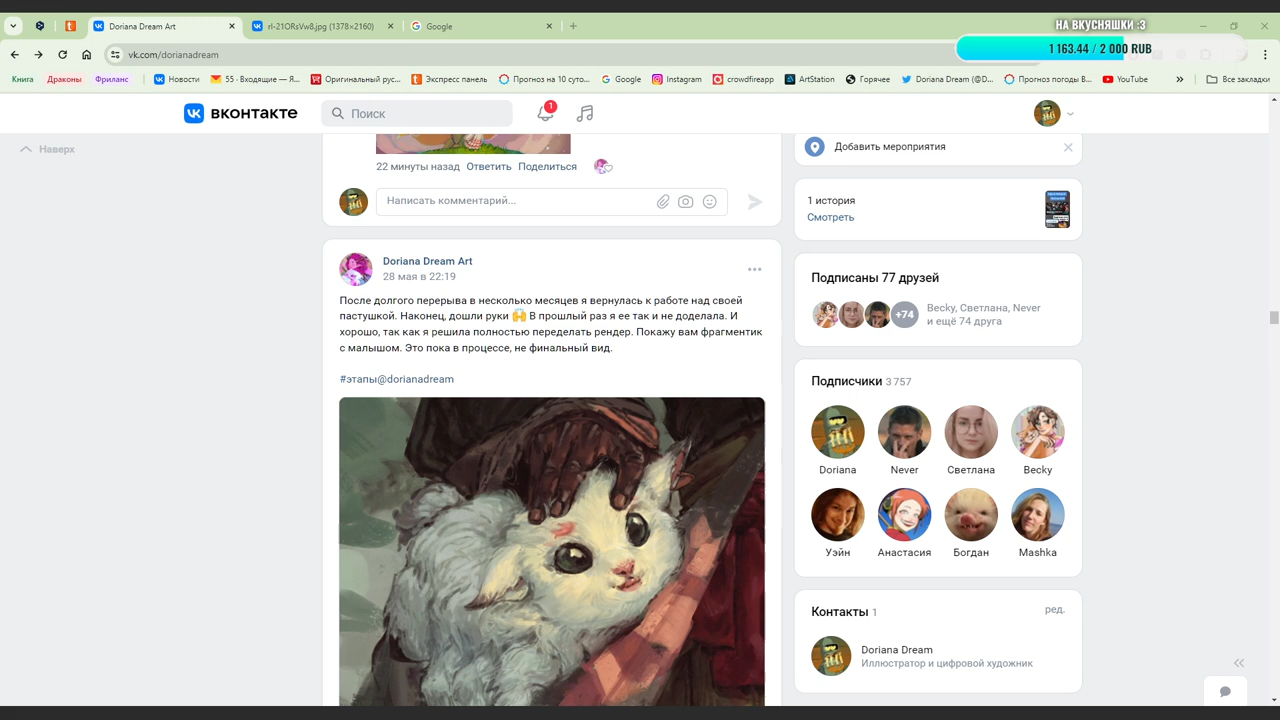 Doriana Dream Art
rl-21ORsVw8.jpg (1378×2160)
Google
НА ВКУСНЯШКИ :3
vk.com/dorianadream
1 163.44 / 2 000 RUB
Книга
Драконы
Фриланс
Новости
55 · Входящие — Я...
Оригинальный рус...
Экспресс панель
Прогноз на 10 суто...
Google
Instagram
crowdfireapp
ArtStation
Горячее
Doriana Dream (@D...
Прогноз погоды В...
YouTube
Все закладки
вконтакте
Поиск
1
Наверх
22 минуты назад Ответить Поделиться
Написать комментарий...
Doriana Dream Art
28 мая в 22:19
После долгого перерыва в несколько месяцев я вернулась к работе над своей
пастушкой. Наконец, дошли руки 🙌 В прошлый раз я ее так и не доделала. И
хорошо, так как я решила полностью переделать рендер. Покажу вам фрагментик
с малышом. Это пока в процессе, не финальный вид.
#этапы@dorianadream
Добавить мероприятия
1 история
Смотреть
Подписаны 77 друзей
+74
Becky, Светлана, Never
и ещё 74 друга
Подписчики 3 757
Doriana
Never
Светлана
Becky
Уэйн
Анастасия
Богдан
Mashka
Контакты 1
ред.
Doriana Dream
Иллюстратор и цифровой художник